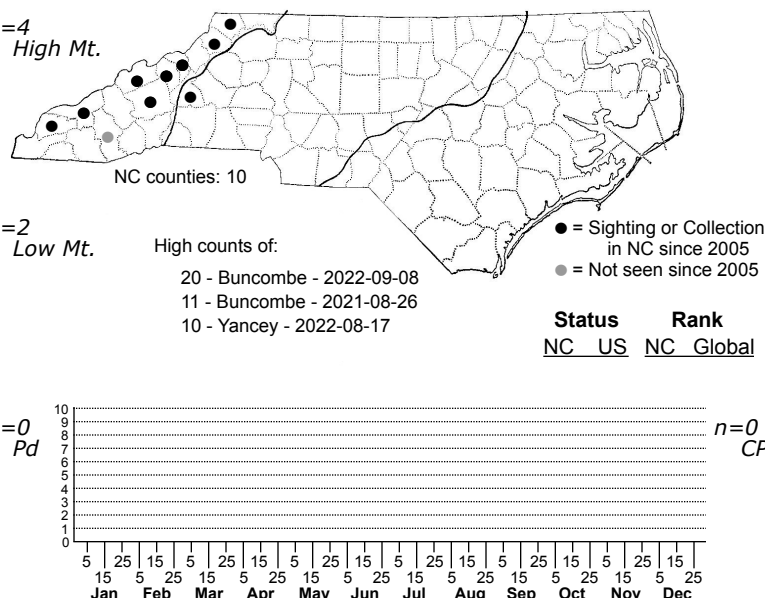 =4
High Mt.
NC counties: 10
=2
Low Mt.
High counts of:
20 - Buncombe - 2022-09-08
11 - Buncombe - 2021-08-26
10 - Yancey - 2022-08-17
= Sighting or Collection
in NC since 2005
= Not seen since 2005
Status Rank
NC US NC Global
=0
Pd
n=0
CP
10
9
8
7
6
5
4
3
2
1
0
5 25 15 5 25 15 5 25 15 5 25 15 5 25 15 5 25 15
15 5 25 15 5 25 15 5 25 15 5 25 15 5 25 15 5 25
Jan Feb Mar Apr May Jun Jul Aug Sep Oct Nov Dec